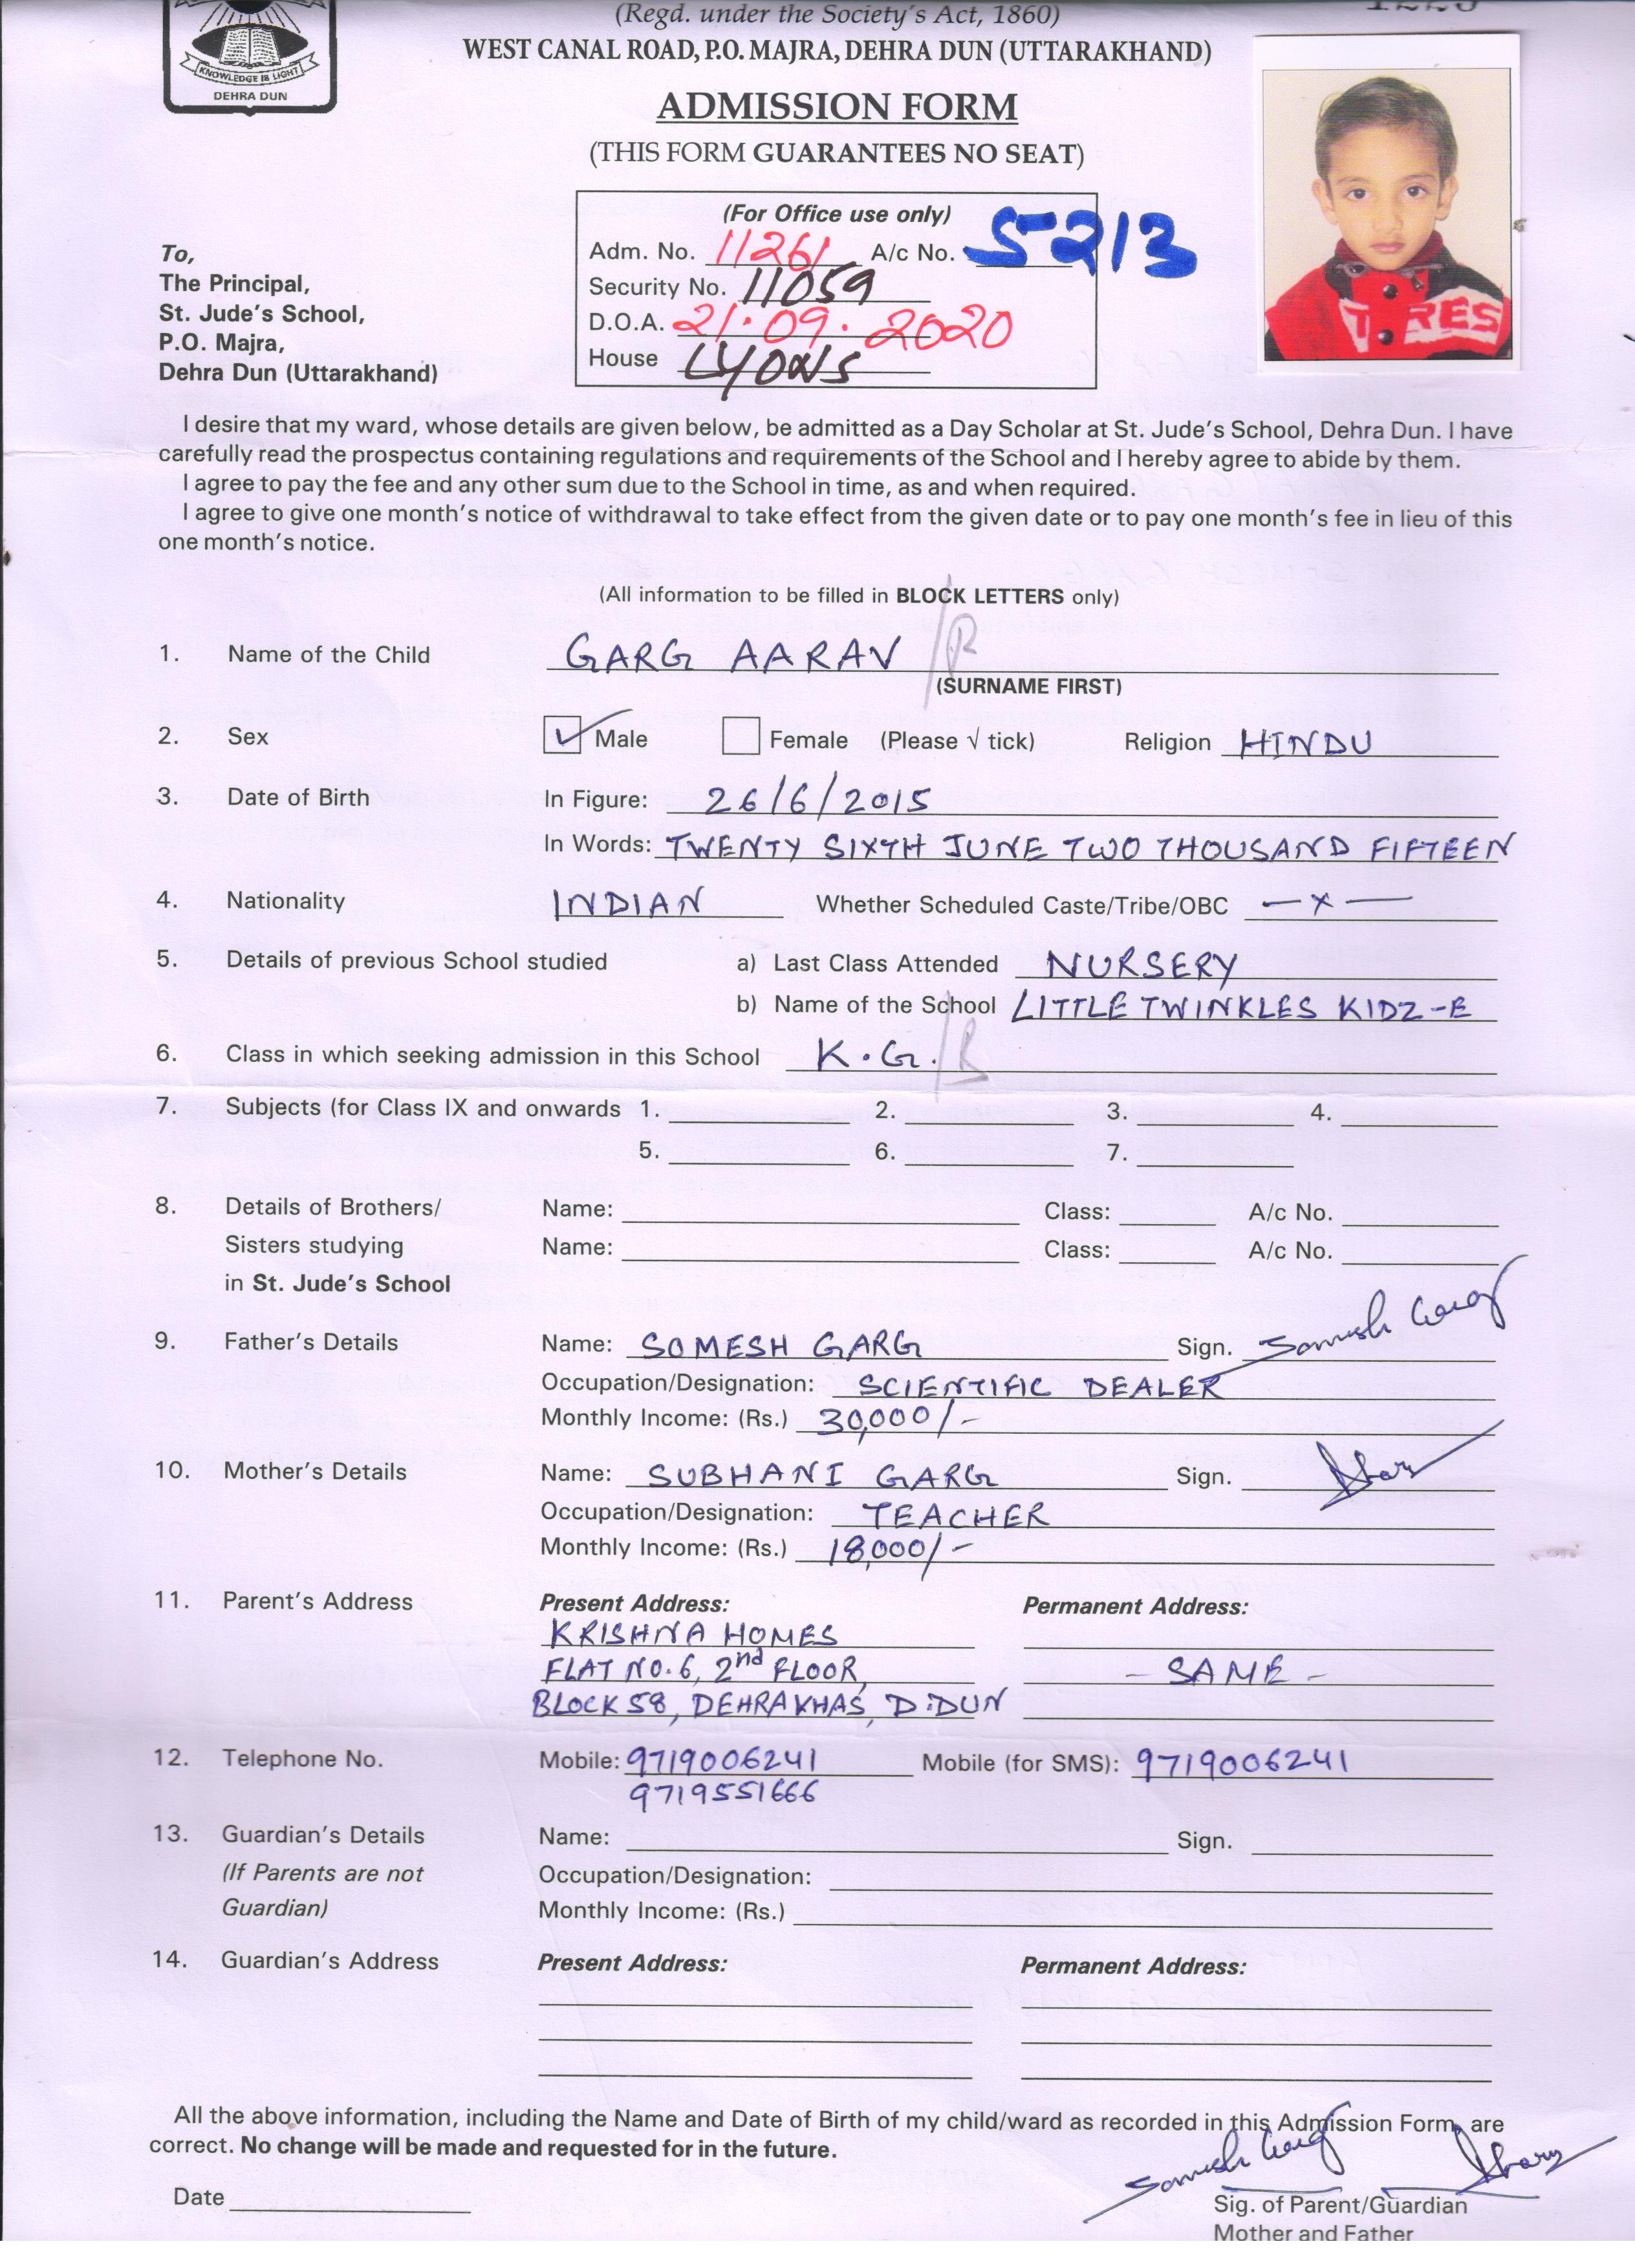 (Regd. under the Society's Act, 1860)
WEST CANAL ROAD, P.O. MAJRA, DEHRA DUN (UTTARAKHAND)
KNOWLEDGE IS LIGHT
DEHRA DUN
ADMISSION FORM
(THIS FORM GUARANTEES NO SEAT)
(For Office use only)
Adm. No. 11261 A/c No. 5213
Security No. 11059
D.O.A. 21.09.2020
House LYONS
To,
The Principal,
St. Jude's School,
P.O. Majra,
Dehra Dun (Uttarakhand)
I desire that my ward, whose details are given below, be admitted as a Day Scholar at St. Jude's School, Dehra Dun. I have
carefully read the prospectus containing regulations and requirements of the School and I hereby agree to abide by them.
I agree to pay the fee and any other sum due to the School in time, as and when required.
I agree to give one month's notice of withdrawal to take effect from the given date or to pay one month's fee in lieu of this
one month's notice.
(All information to be filled in BLOCK LETTERS only)
1. Name of the Child GARG AARAV
(SURNAME FIRST)
2. Sex Male Female (Please √ tick) Religion HINDU
3. Date of Birth In Figure: 26/6/2015
In Words: TWENTY SIXTH JUNE TWO THOUSAND FIFTEEN
4. Nationality INDIAN Whether Scheduled Caste/Tribe/OBC —x—
5. Details of previous School studied a) Last Class Attended NURSERY
b) Name of the School LITTLE TWINKLES KIDZ-E
6. Class in which seeking admission in this School K.G./B
7. Subjects (for Class IX and onwards 1. 2. 3. 4.
5. 6. 7.
8. Details of Brothers/ Name: Class: A/c No.
Sisters studying Name: Class: A/c No.
in St. Jude's School
9. Father's Details Name: SOMESH GARG Sign. Somesh Garg
Occupation/Designation: SCIENTIFIC DEALER
Monthly Income: (Rs.) 30,000/-
10. Mother's Details Name: SUBHANI GARG Sign.
Occupation/Designation: TEACHER
Monthly Income: (Rs.) 18,000/-
11. Parent's Address Present Address: Permanent Address:
KRISHNA HOMES
FLAT NO. 6, 2nd FLOOR, - SAME -
BLOCK 58, DEHRAKHAS, D.DUN
12. Telephone No. Mobile: 9719006241 Mobile (for SMS): 9719006241
9719551666
13. Guardian's Details Name: Sign.
(If Parents are not Occupation/Designation:
Guardian) Monthly Income: (Rs.)
14. Guardian's Address Present Address: Permanent Address:
All the above information, including the Name and Date of Birth of my child/ward as recorded in this Admission Form, are
correct. No change will be made and requested for in the future.
Somesh Garg
Date
Sig. of Parent/Guardian
Mother and Father